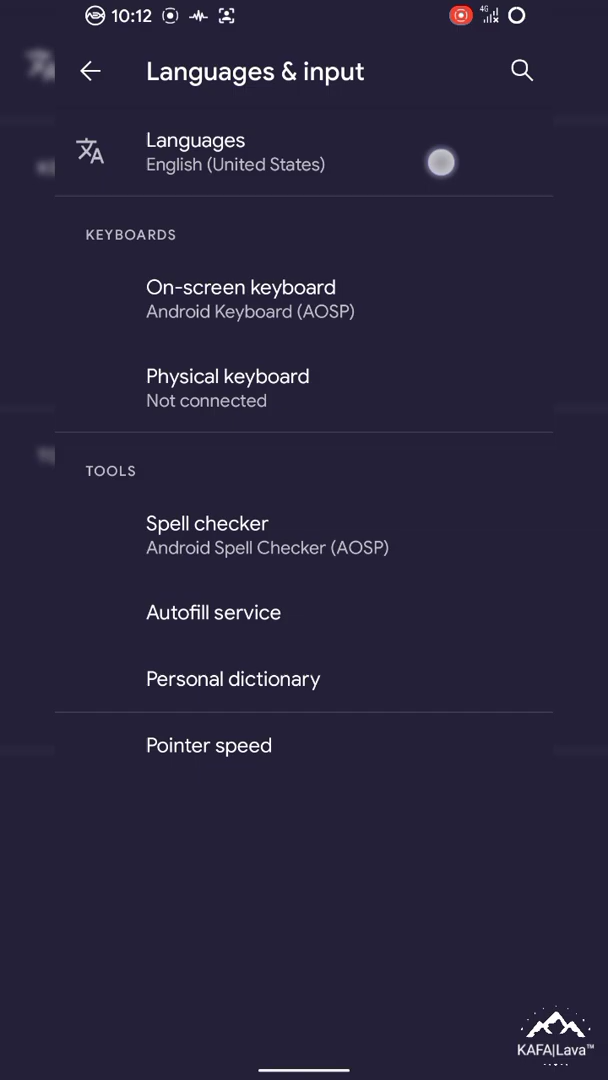 10:12
4G
Languages & input
Languages
English (United States)
KEYBOARDS
On-screen keyboard
Android Keyboard (AOSP)
Physical keyboard
Not connected
TOOLS
Spell checker
Android Spell Checker (AOSP)
Autofill service
Personal dictionary
Pointer speed
KAFA|Lava™